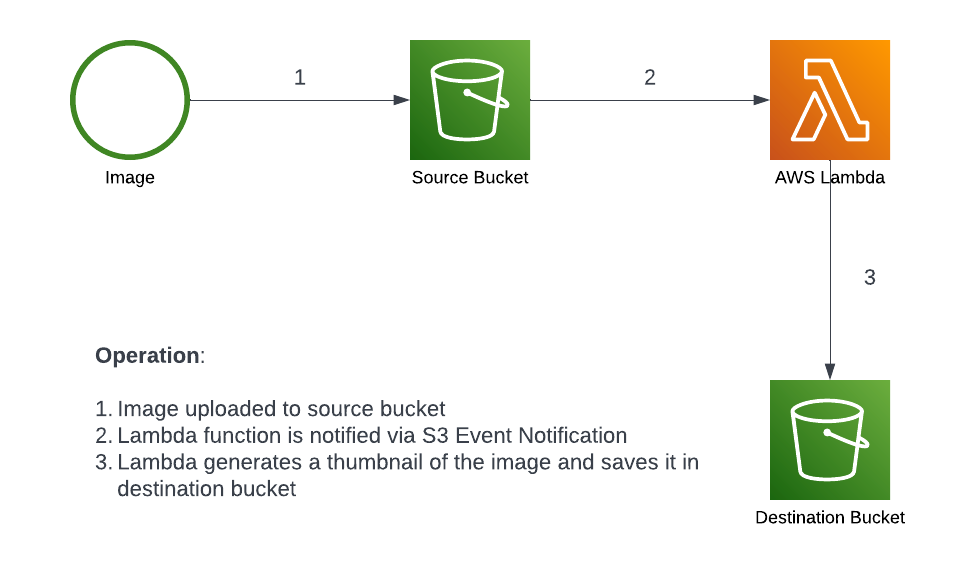 1
2
Image
Source Bucket
AWS Lambda
3
Operation:
1. Image uploaded to source bucket
2. Lambda function is notified via S3 Event Notification
3. Lambda generates a thumbnail of the image and saves it in
destination bucket
Destination Bucket